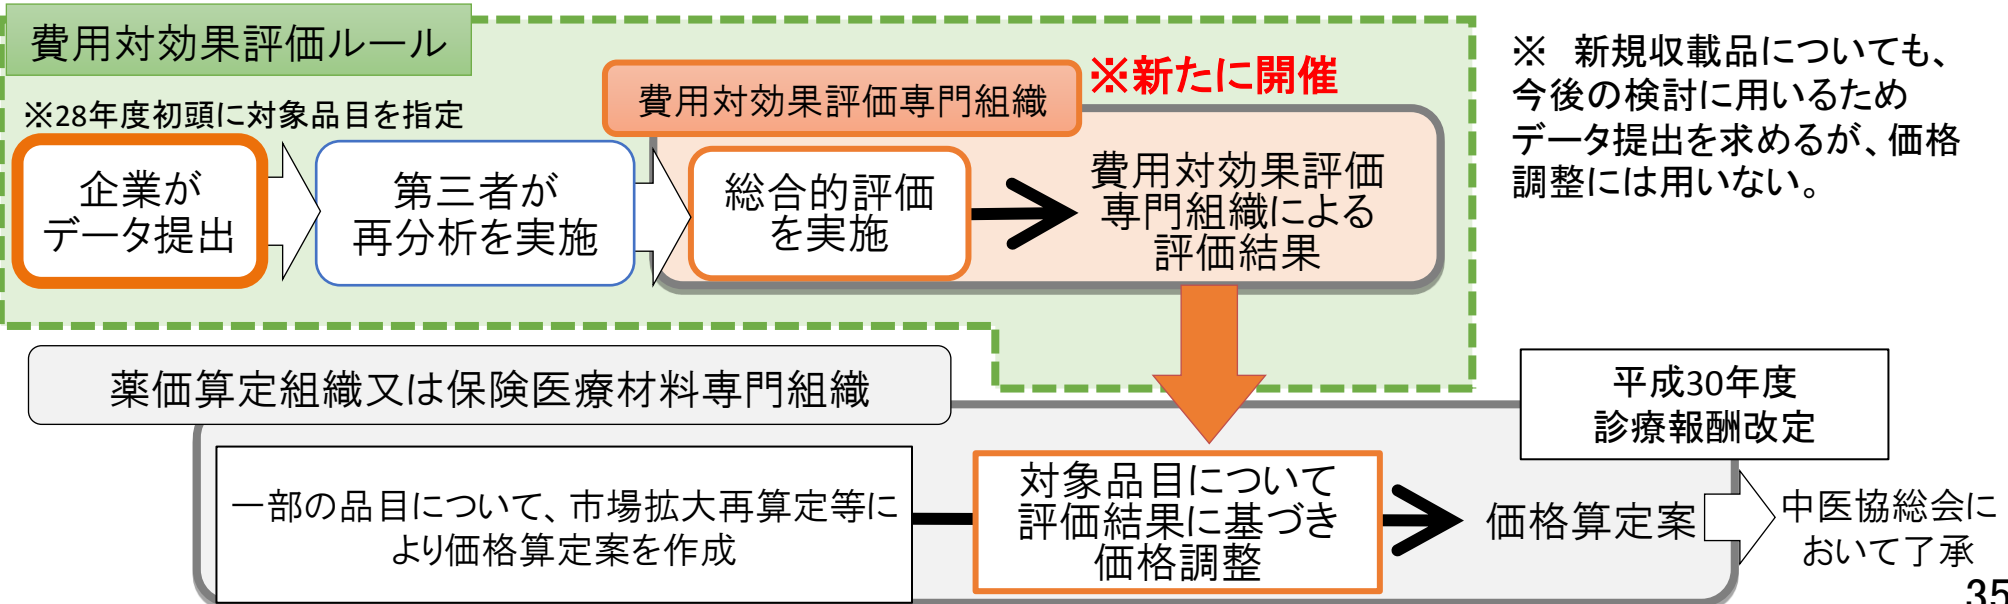 費用対効果評価ルール
※28年度初頭に対象品目を指定
企業が
データ提出
第三者が
再分析を実施
費用対効果評価専門組織
※新たに開催
総合的評価
を実施
費用対効果評価
専門組織による
評価結果
※　新規収載品についても、
今後の検討に用いるため
データ提出を求めるが、価格
調整には用いない。
薬価算定組織又は保険医療材料専門組織
一部の品目について、市場拡大再算定等に
より価格算定案を作成
対象品目について
評価結果に基づき
価格調整
価格算定案
平成30年度
診療報酬改定
中医協総会に
おいて了承
35